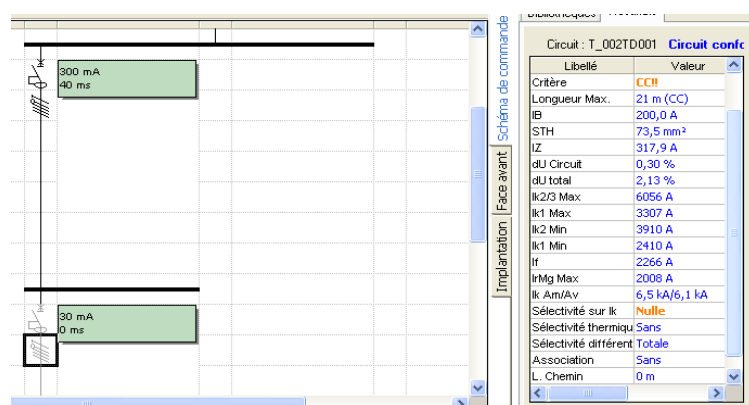 300 mA
40 ms
30 mA
0 ms
Schéma de commande
Face avant
Implantation
Circuit : T_002TD001 Circuit confo
Libellé Valeur
Critère CC!!
Longueur Max. 21 m (CC)
IB 200,0 A
STH 73,5 mm²
IZ 317,9 A
dU Circuit 0,30 %
dU total 2,13 %
Ik2/3 Max 6056 A
Ik1 Max 3307 A
Ik2 Min 3910 A
Ik1 Min 2410 A
If 2266 A
IrMg Max 2008 A
Ik Am/Av 6,5 kA/6,1 kA
Sélectivité sur Ik Nulle
Sélectivité thermiqu Sans
Sélectivité différent Totale
Association Sans
L. Chemin 0 m